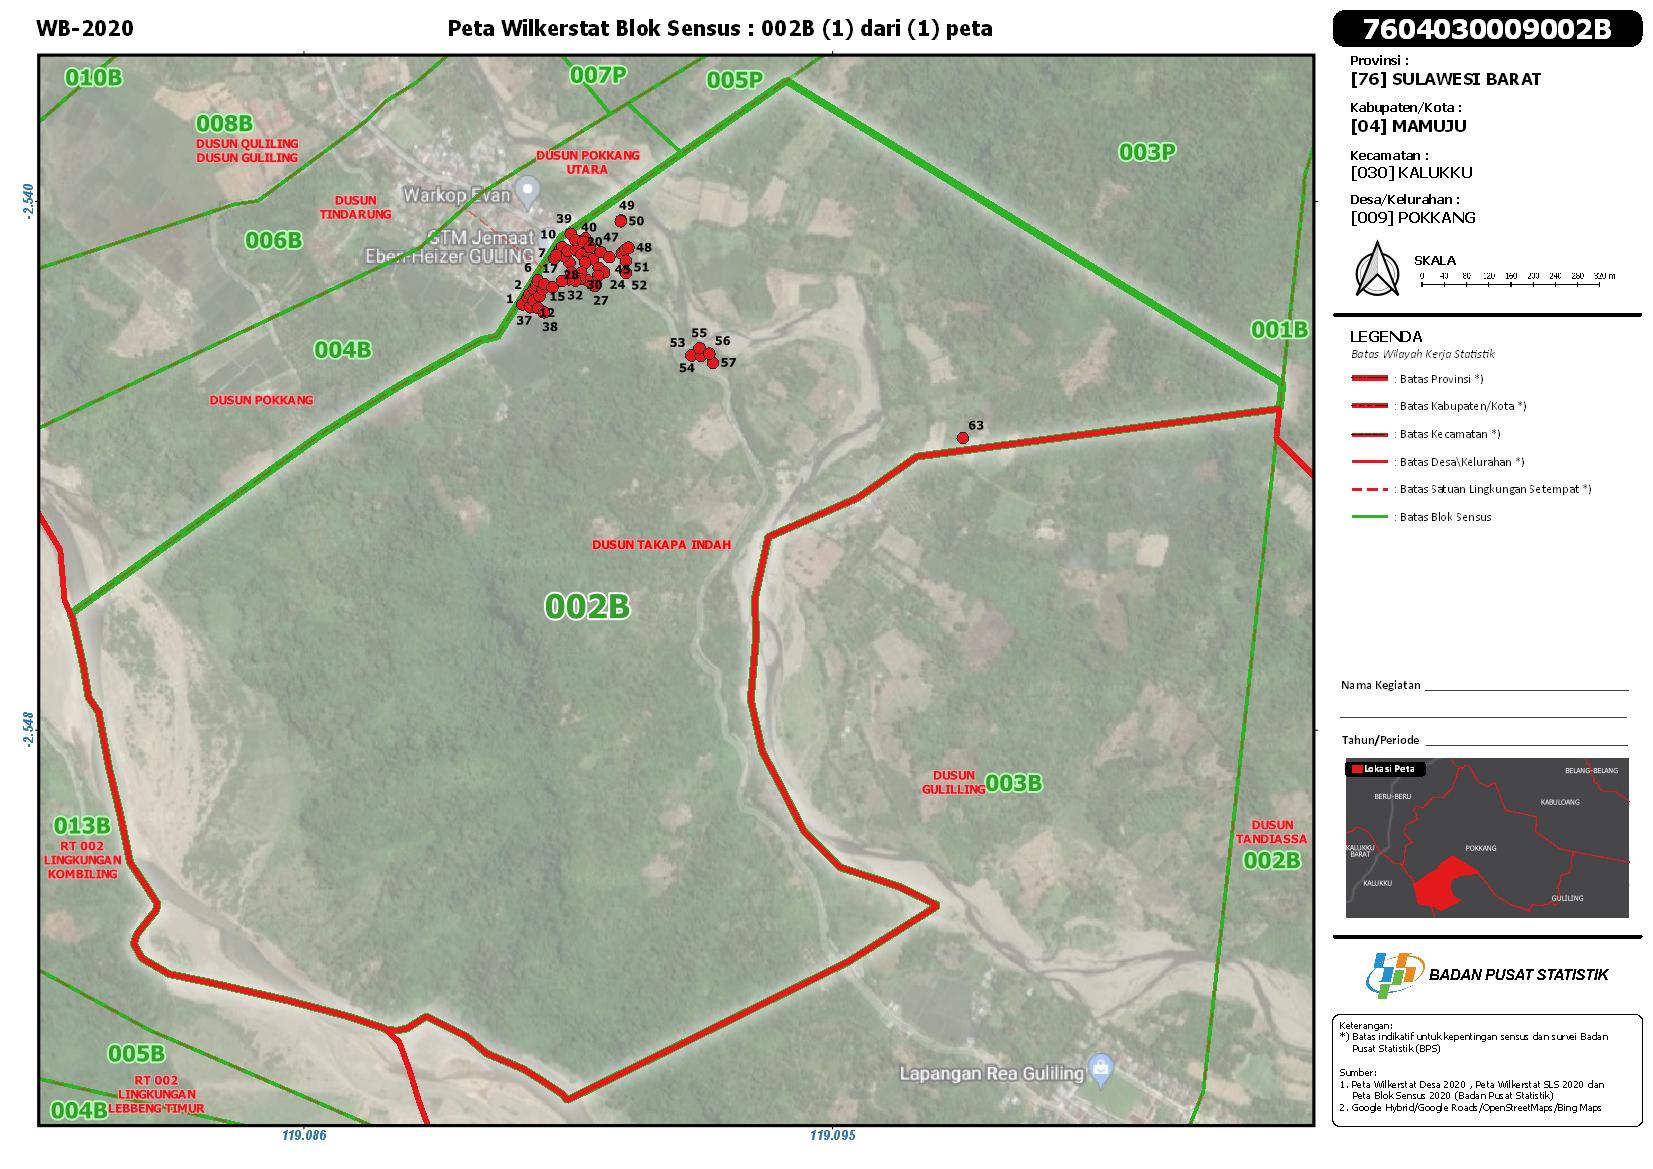 WB-2020
Peta Wilkerstat Blok Sensus : 002B (1) dari (1) peta
7604030009002B
Provinsi :
[76] SULAWESI BARAT
Kabupaten/Kota :
[04] MAMUJU
Kecamatan :
[030] KALUKKU
Desa/Kelurahan :
[009] POKKANG
SKALA
0 40 80 120 160 200 240 280 320 m
LEGENDA
Batas Wilayah Kerja Statistik
: Batas Provinsi *)
: Batas Kabupaten/Kota *)
: Batas Kecamatan *)
: Batas Desa\Kelurahan *)
: Batas Satuan Lingkungan Setempat *)
: Batas Blok Sensus
Nama Kegiatan
Tahun/Periode
Lokasi Peta
BELANG-BELANG
BERU-BERU
KABULOANG
KALUKKU
BARAT
POKKANG
KALUKKU
GULILING
BADAN PUSAT STATISTIK
Keterangan:
*) Batas indikatif untuk kepentingan sensus dan survei Badan
Pusat Statistik (BPS)
Sumber:
1. Peta Wilkerstat Desa 2020 , Peta Wilkerstat SLS 2020 dan
Peta Blok Sensus 2020 (Badan Pusat Statistik)
2. Google Hybrid/Google Roads/OpenStreetMaps/Bing Maps
010B
007P
005P
008B
DUSUN QULILING
DUSUN GULILING
DUSUN POKKANG
UTARA
003P
Warkop Evan
DUSUN
TINDARUNG
-2.540
006B
GTM Jemaat
Eben-Heizer GULING
49
50
39
40
10
20
47
48
7
6
17
28
45
51
2
30
24
52
1
15
32
27
12
37
38
001B
004B
53
55
56
54
57
DUSUN POKKANG
63
DUSUN TAKAPA INDAH
002B
-2.548
DUSUN
GULILLING
003B
013B
RT 002
LINGKUNGAN
KOMBILING
DUSUN
TANDIASSA
002B
005B
RT 002
LINGKUNGAN
LEBBENG TIMUR
004B
Lapangan Rea Guliling
119.086
119.095